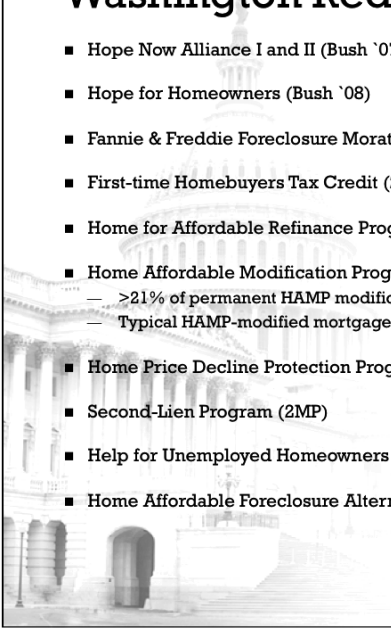 Washington Red
■ Hope Now Alliance I and II (Bush `07
■ Hope for Homeowners (Bush `08)
■ Fannie & Freddie Foreclosure Morat
■ First-time Homebuyers Tax Credit (
■ Home for Affordable Refinance Prog
■ Home Affordable Modification Prog
— >21% of permanent HAMP modific
— Typical HAMP-modified mortgage
■ Home Price Decline Protection Prog
■ Second-Lien Program (2MP)
■ Help for Unemployed Homeowners
■ Home Affordable Foreclosure Altern